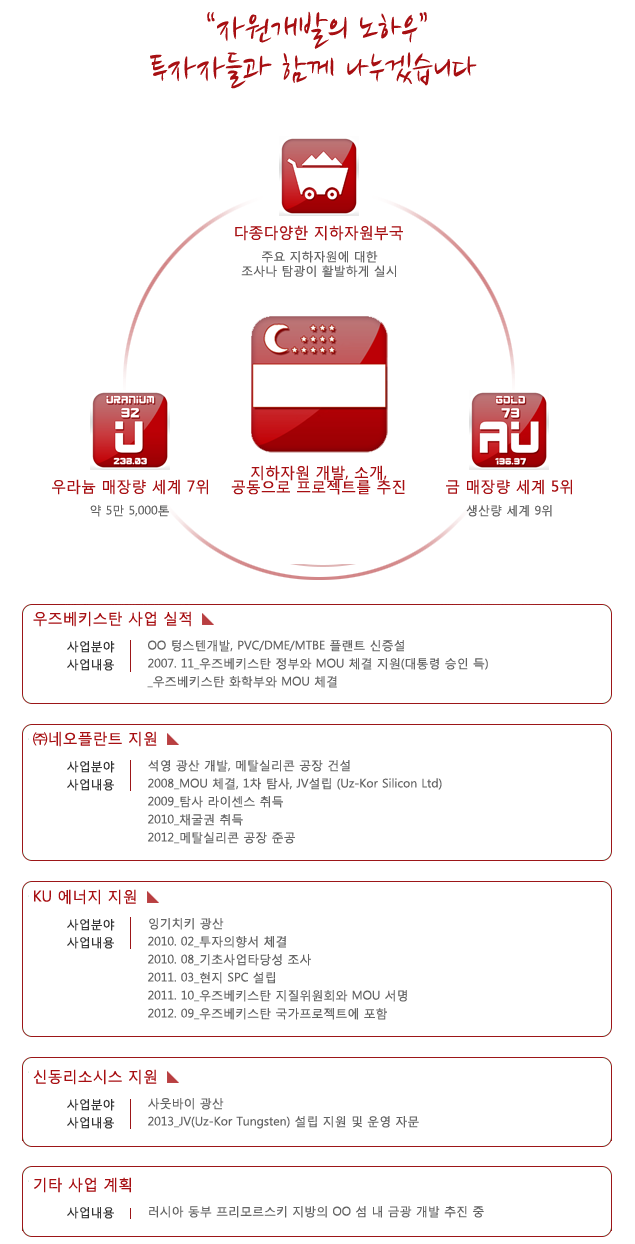 “자원개발의 노하우”
투자자들과 함께 나누겠습니다
다종다양한 지하자원부국
주요 지하자원에 대한
조사나 탐광이 활발하게 실시
URANIUM
32
U
238.03
우라늄 매장량 세계 7위
약 5만 5,000톤
지하자원 개발, 소개,
공동으로 프로젝트를 추진
GOLD
73
AU
196.97
금 매장량 세계 5위
생산량 세계 9위
우즈베키스탄 사업 실적
사업분야 OO 텅스텐개발, PVC/DME/MTBE 플랜트 신증설
사업내용 2007. 11_우즈베키스탄 정부와 MOU 체결 지원(대통령 승인 득)
_우즈베키스탄 화학부와 MOU 체결
㈜네오플란트 지원
사업분야 석영 광산 개발, 메탈실리콘 공장 건설
사업내용 2008_MOU 체결, 1차 탐사, JV설립 (Uz-Kor Silicon Ltd)
2009_탐사 라이센스 취득
2010_채굴권 취득
2012_메탈실리콘 공장 준공
KU 에너지 지원
사업분야 잉기치키 광산
사업내용 2010. 02_투자의향서 체결
2010. 08_기초사업타당성 조사
2011. 03_현지 SPC 설립
2011. 10_우즈베키스탄 지질위원회와 MOU 서명
2012. 09_우즈베키스탄 국가프로젝트에 포함
신동리소시스 지원
사업분야 사웃바이 광산
사업내용 2013_JV(Uz-Kor Tungsten) 설립 지원 및 운영 자문
기타 사업 계획
사업내용 러시아 동부 프리모르스키 지방의 OO 섬 내 금광 개발 추진 중